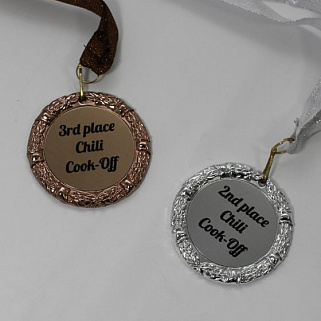 3rd place
Chili
Cook-Off
2nd place
Chili
Cook-Off